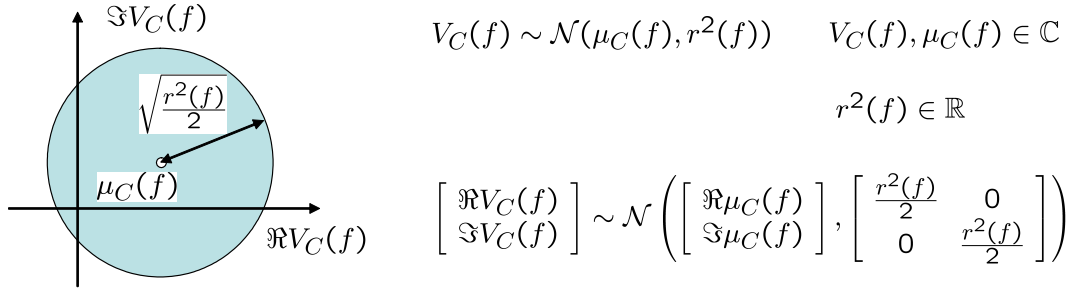 ℑV_C(f)
√(r²(f)/2)
μ_C(f)
ℜV_C(f)
V_C(f) ∼ 𝒩(μ_C(f), r²(f))    V_C(f), μ_C(f) ∈ ℂ
r²(f) ∈ ℝ
[ ℜV_C(f) ; ℑV_C(f) ] ∼ 𝒩 ( [ ℜμ_C(f) ; ℑμ_C(f) ] , [ r²(f)/2  0 ; 0  r²(f)/2 ] )